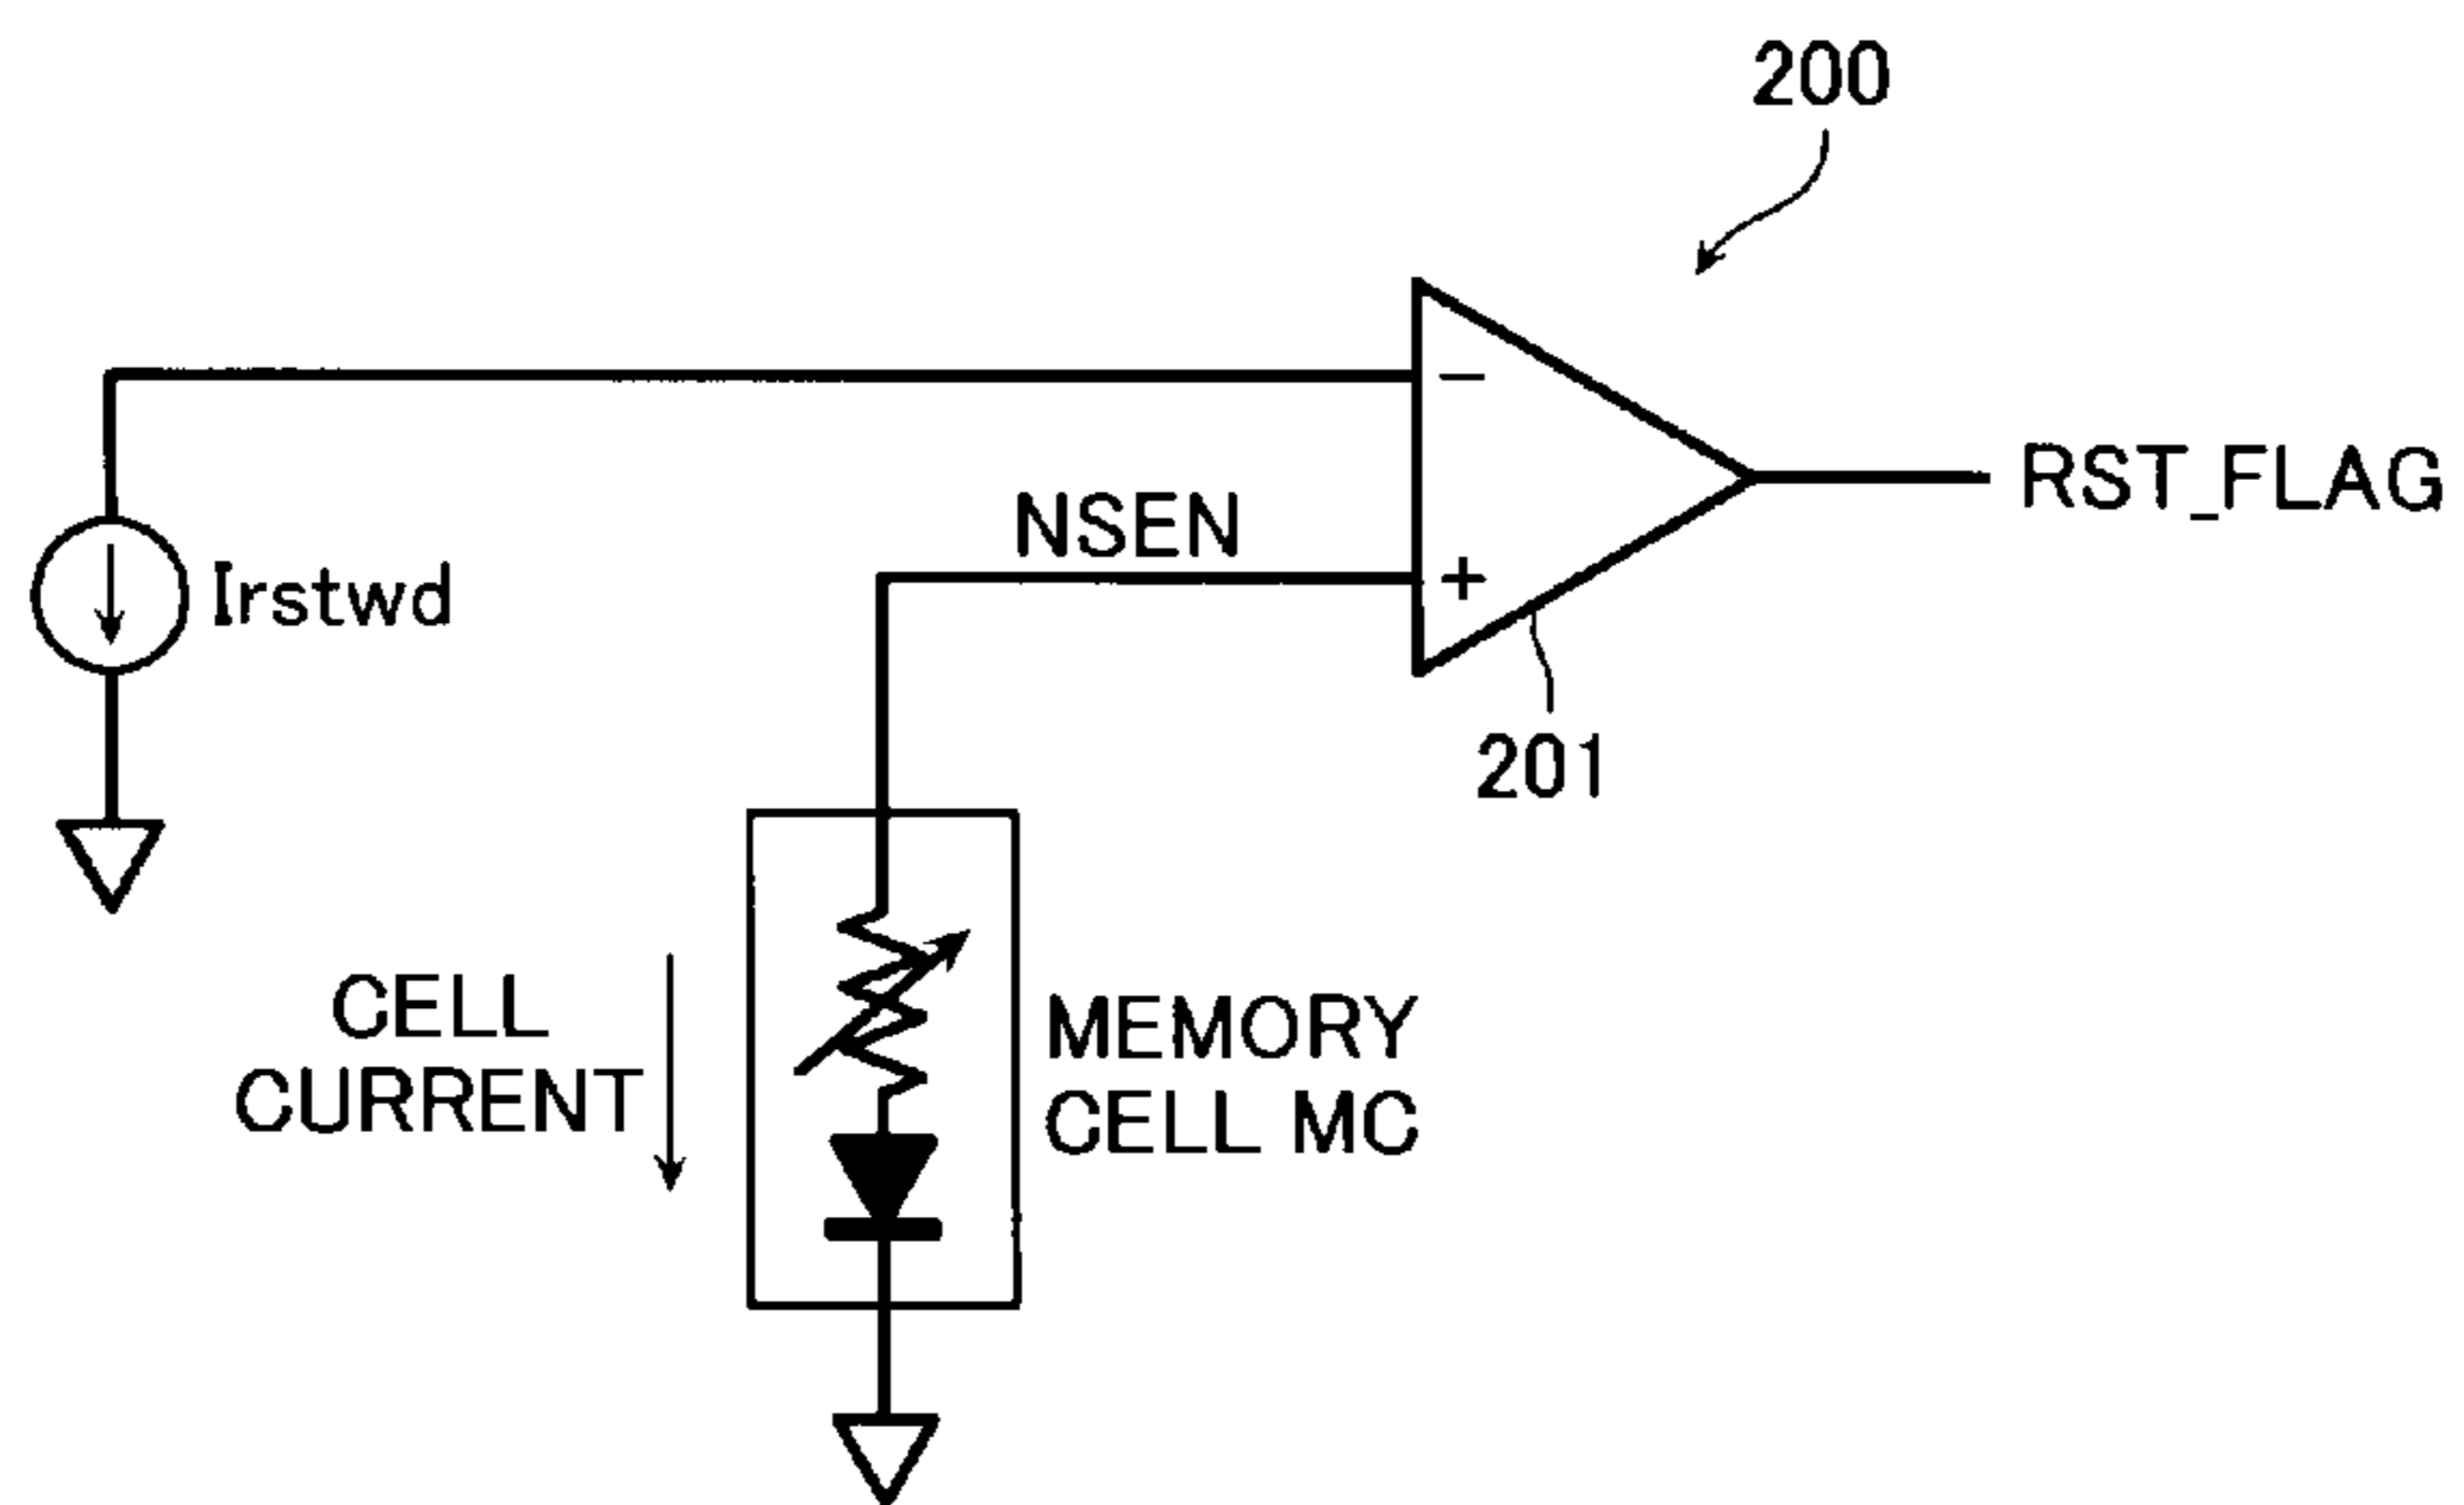 200
−
RST_FLAG
NSEN
+
Irstwd
201
CELL
CURRENT
MEMORY
CELL MC